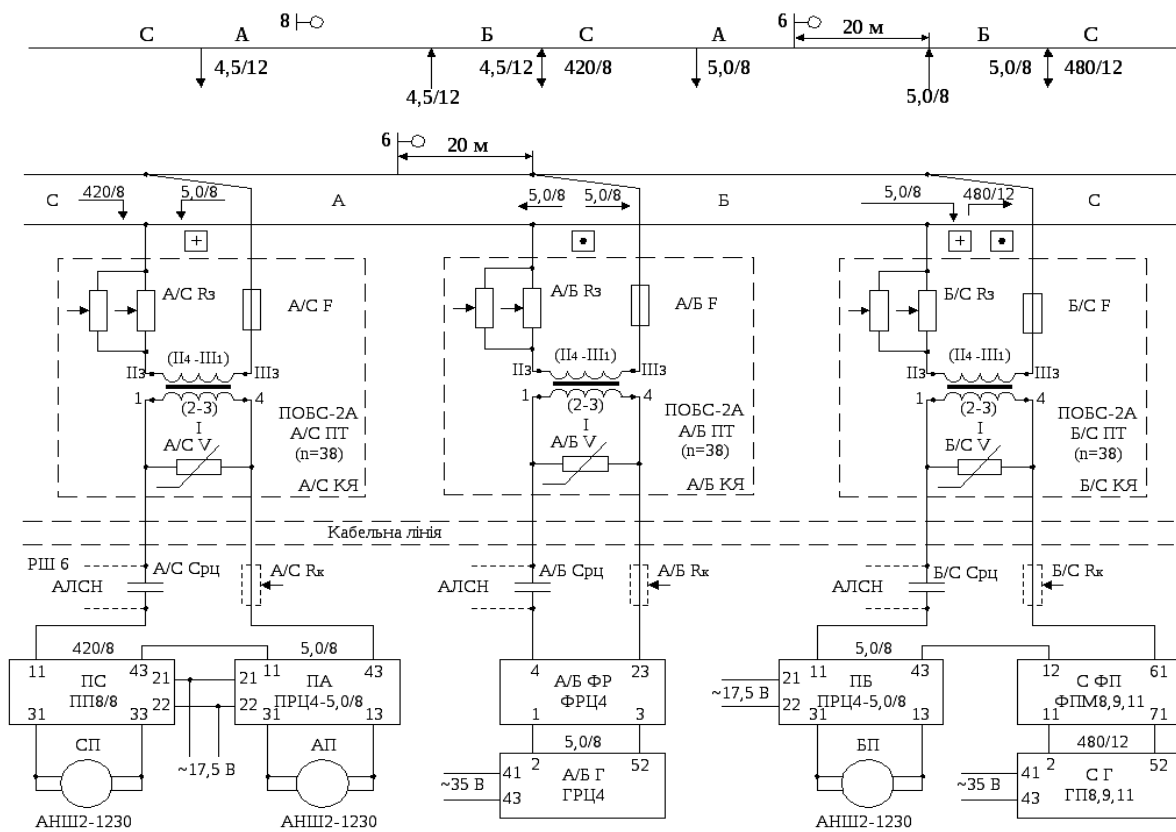 С А 8 Б С А 6 20 м Б С
4,5/12 4,5/12 420/8 5,0/8 5,0/8 480/12
4,5/12 5,0/8
6 20 м
С 420/8 5,0/8 А 5,0/8 5,0/8 Б 5,0/8 480/12 С
+ + 
А/С Rз А/С F А/Б Rз А/Б F Б/С Rз Б/С F
(II4 -III1) (II4 -III1) (II4 -III1)
IIз IIIз IIз IIIз IIз IIIз
1 4 1 4 1 4
(2-3) (2-3) (2-3)
ПОБС-2А ПОБС-2А ПОБС-2А
I А/С ПТ I А/Б ПТ I Б/С ПТ
А/С V (n=38) А/Б V (n=38) Б/С V (n=38)
А/С КЯ А/Б КЯ Б/С КЯ
Кабельна лінія
РШ 6 А/С Cрц А/С Rк А/Б Cрц А/Б Rк Б/С Cрц Б/С Rк
АЛСН АЛСН АЛСН
420/8 5,0/8 5,0/8
11 43 11 43 4 23 11 43 12 61
ПС 21 21 ПА А/Б ФР 21 ПБ С ФП
ПП8/8 22 22 ПРЦ4-5,0/8 ФРЦ4 ~17,5 В 22 ПРЦ4-5,0/8 ФПМ8,9,11
31 33 31 13 1 3 31 13 11 71
СП АП 5,0/8 БП 480/12
~17,5 В 2 А/Б Г 52 2 С Г 52
~35 В 41 ГРЦ4 ~35 В 41 ГП8,9,11
43 43
АНШ2-1230 АНШ2-1230 АНШ2-1230